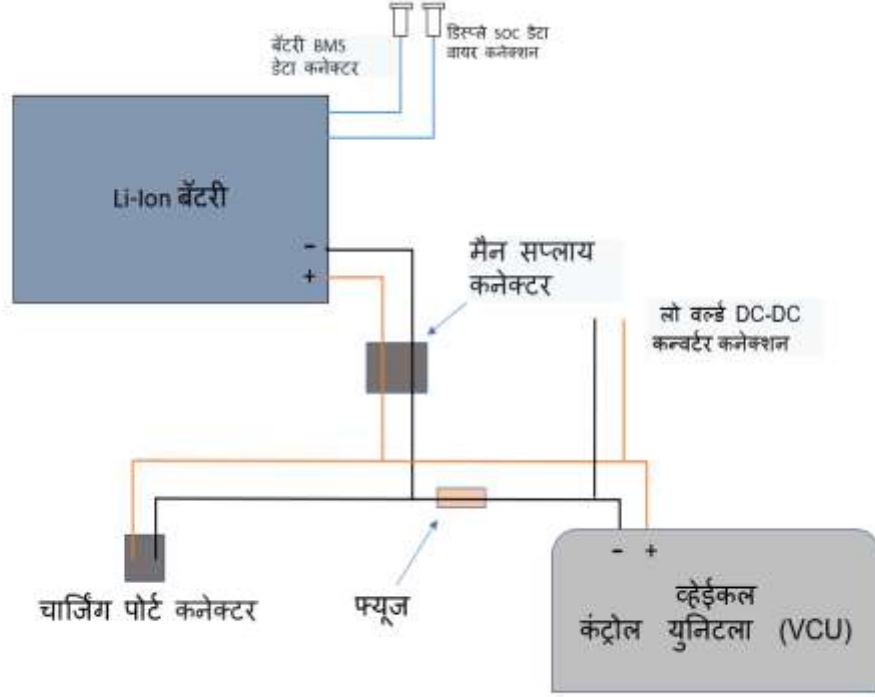 बॅटरी BMS
डेटा कनेक्टर
डिस्प्ले SOC डैटा
वायर कनेक्शन
Li-Ion बॅटरी
-
+
मैन सप्लाय
कनेक्टर
लो वर्ल्ड DC-DC
कन्वर्टर कनेक्शन
चार्जिंग पोर्ट कनेक्टर
फ्यूज
- +
व्हेईकल
कंट्रोल युनिटला (VCU)